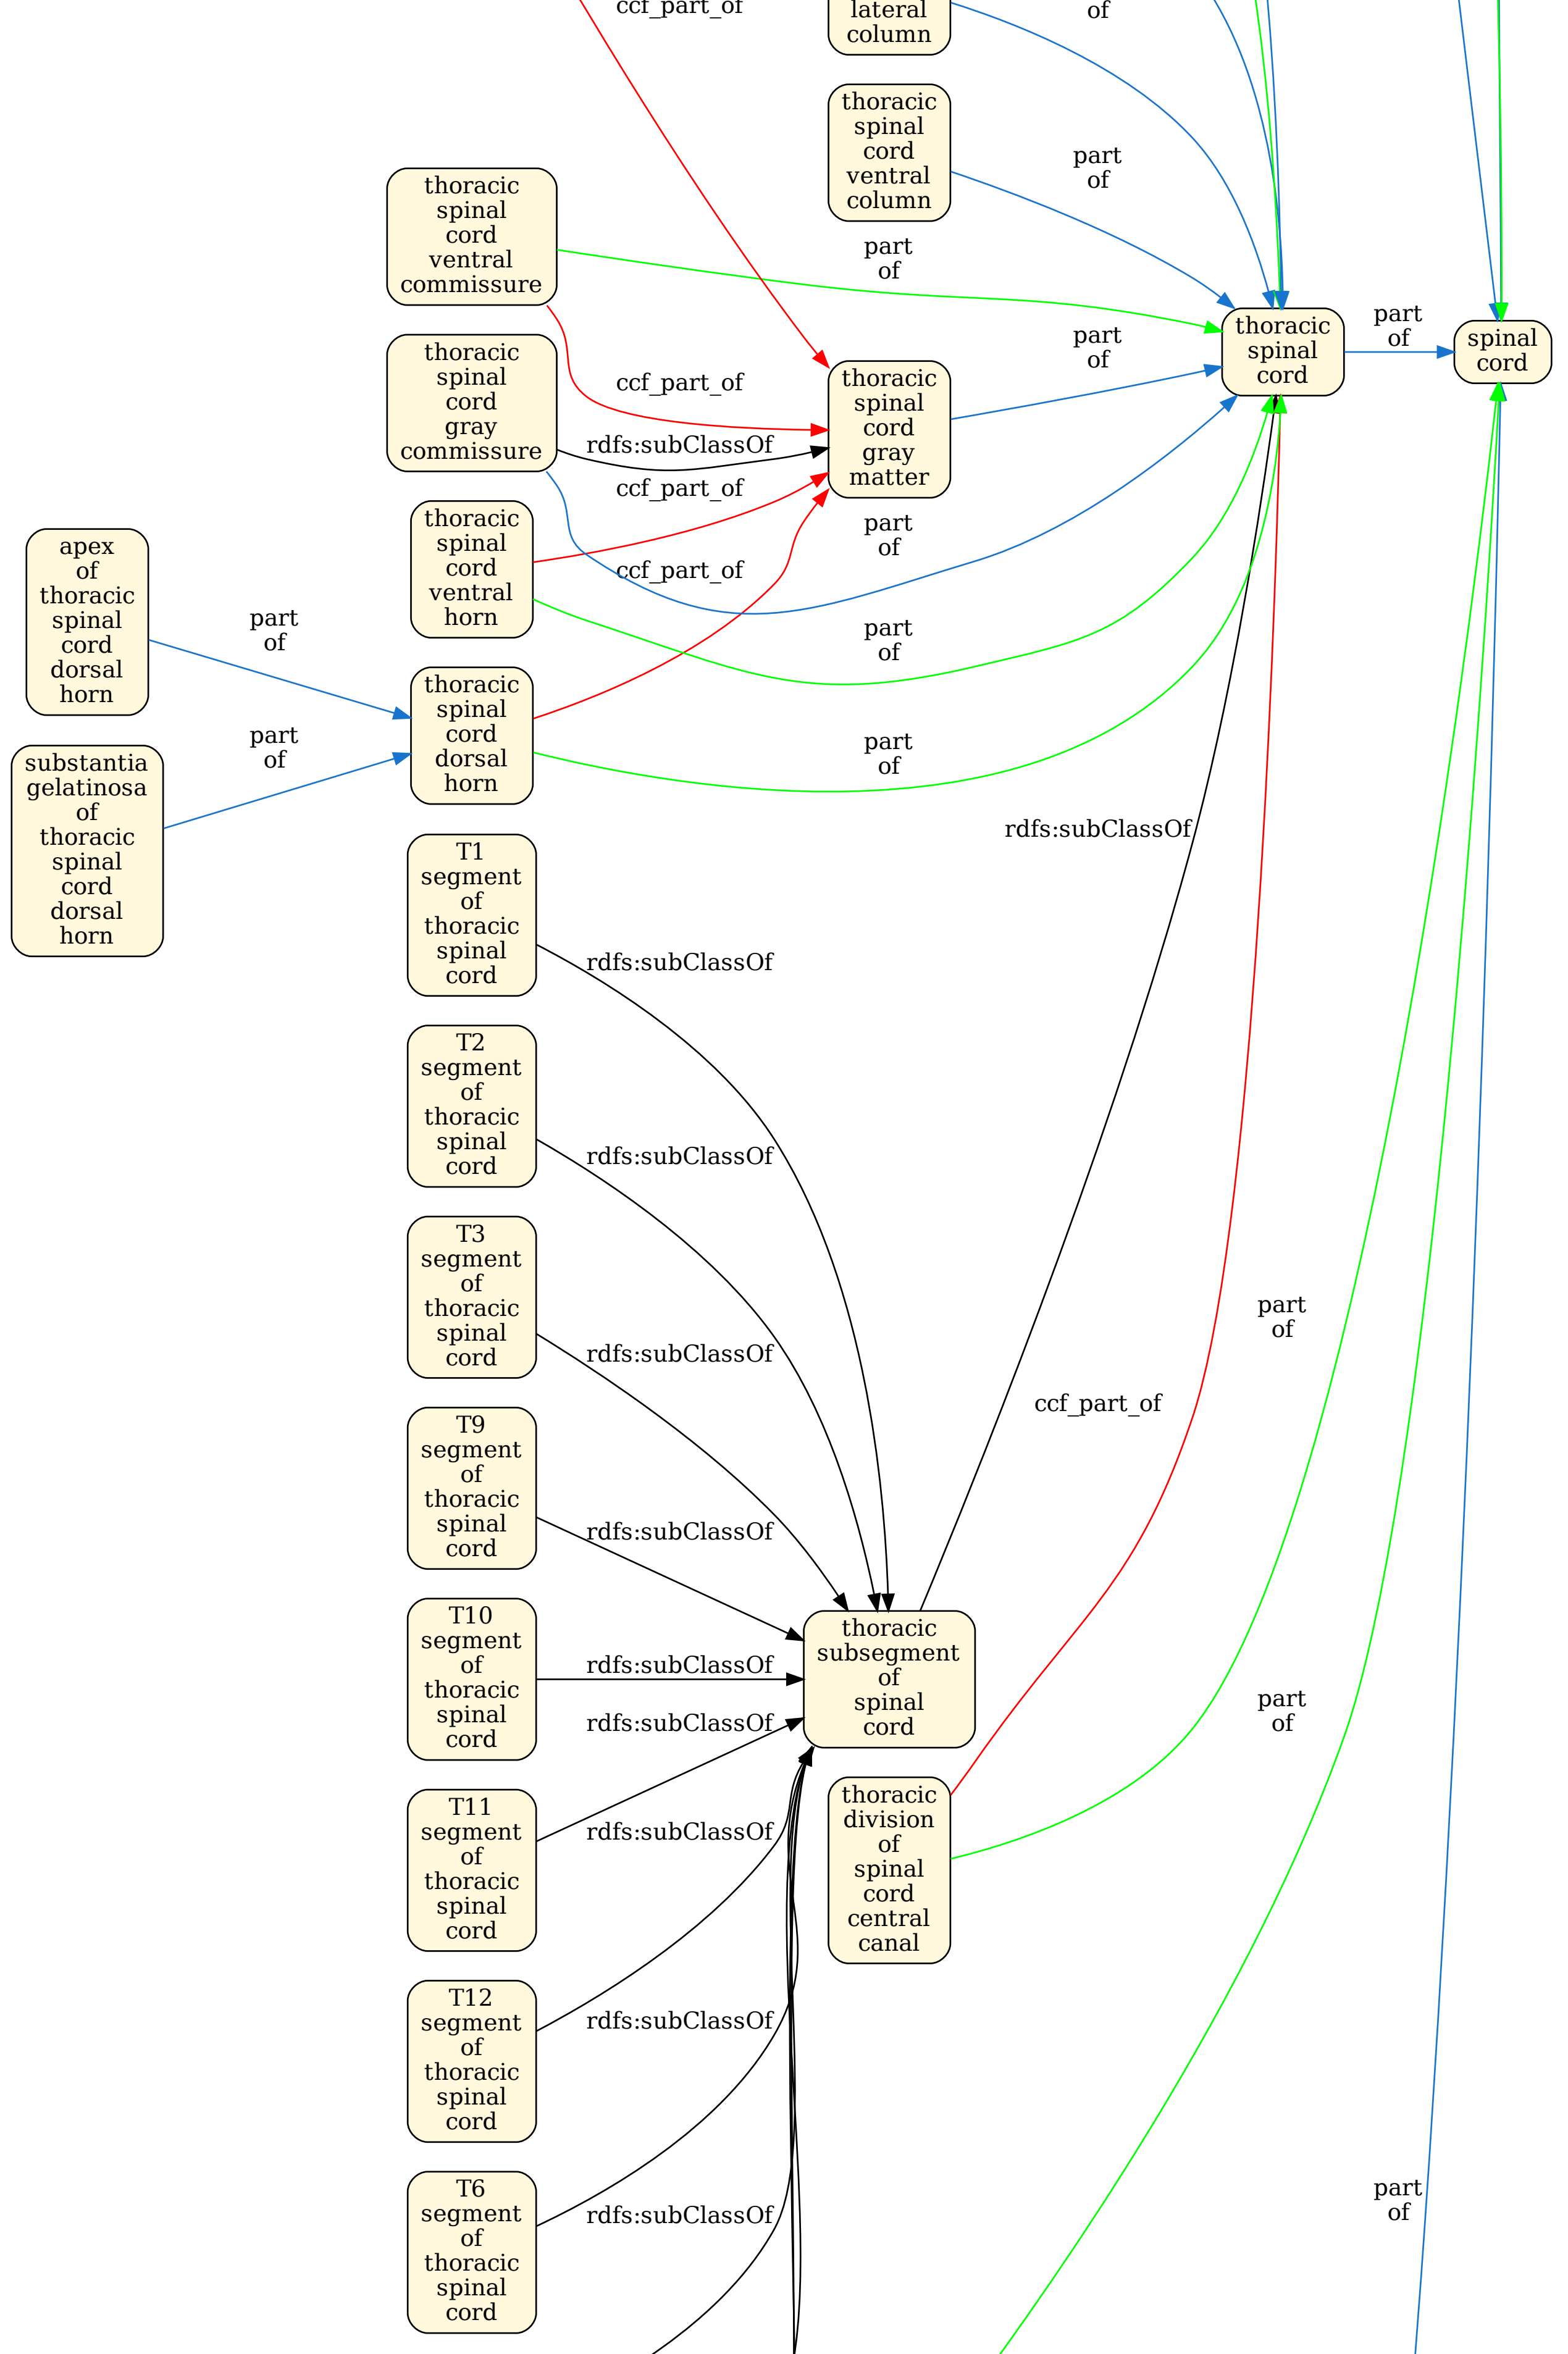 ccf_part_of
lateral
column
of
thoracic
spinal
cord
ventral
column
part
of
thoracic
spinal
cord
ventral
commissure
part
of
thoracic
spinal
cord
part
of
spinal
cord
thoracic
spinal
cord
gray
commissure
ccf_part_of
rdfs:subClassOf
ccf_part_of
thoracic
spinal
cord
gray
matter
part
of
part
of
thoracic
spinal
cord
ventral
horn
ccf_part_of
part
of
apex
of
thoracic
spinal
cord
dorsal
horn
part
of
thoracic
spinal
cord
dorsal
horn
part
of
substantia
gelatinosa
of
thoracic
spinal
cord
dorsal
horn
part
of
rdfs:subClassOf
T1
segment
of
thoracic
spinal
cord
rdfs:subClassOf
T2
segment
of
thoracic
spinal
cord
rdfs:subClassOf
T3
segment
of
thoracic
spinal
cord
rdfs:subClassOf
part
of
ccf_part_of
T9
segment
of
thoracic
spinal
cord
rdfs:subClassOf
T10
segment
of
thoracic
spinal
cord
rdfs:subClassOf
thoracic
subsegment
of
spinal
cord
part
of
rdfs:subClassOf
T11
segment
of
thoracic
spinal
cord
rdfs:subClassOf
thoracic
division
of
spinal
cord
central
canal
T12
segment
of
thoracic
spinal
cord
rdfs:subClassOf
T6
segment
of
thoracic
spinal
cord
rdfs:subClassOf
part
of